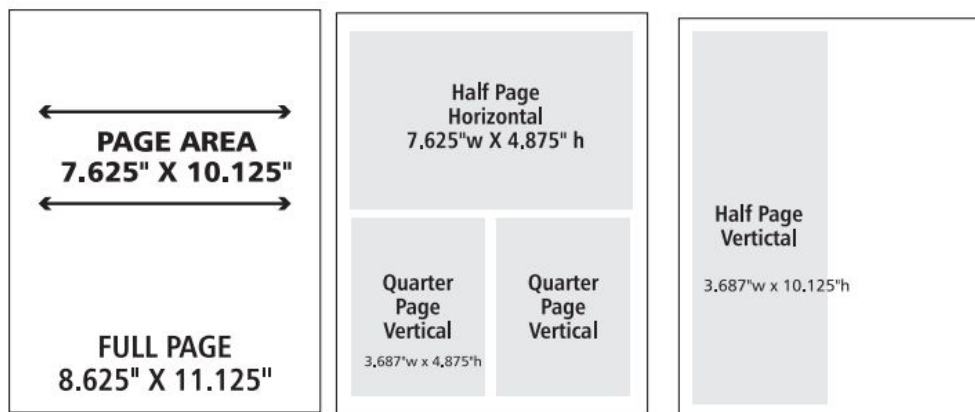 PAGE AREA
7.625" X 10.125"
FULL PAGE
8.625" X 11.125"
Half Page
Horizontal
7.625"w X 4.875" h
Quarter
Page
Vertical
3.687"w x 4.875"h
Quarter
Page
Vertical
Half Page
Vertictal
3.687"w x 10.125"h